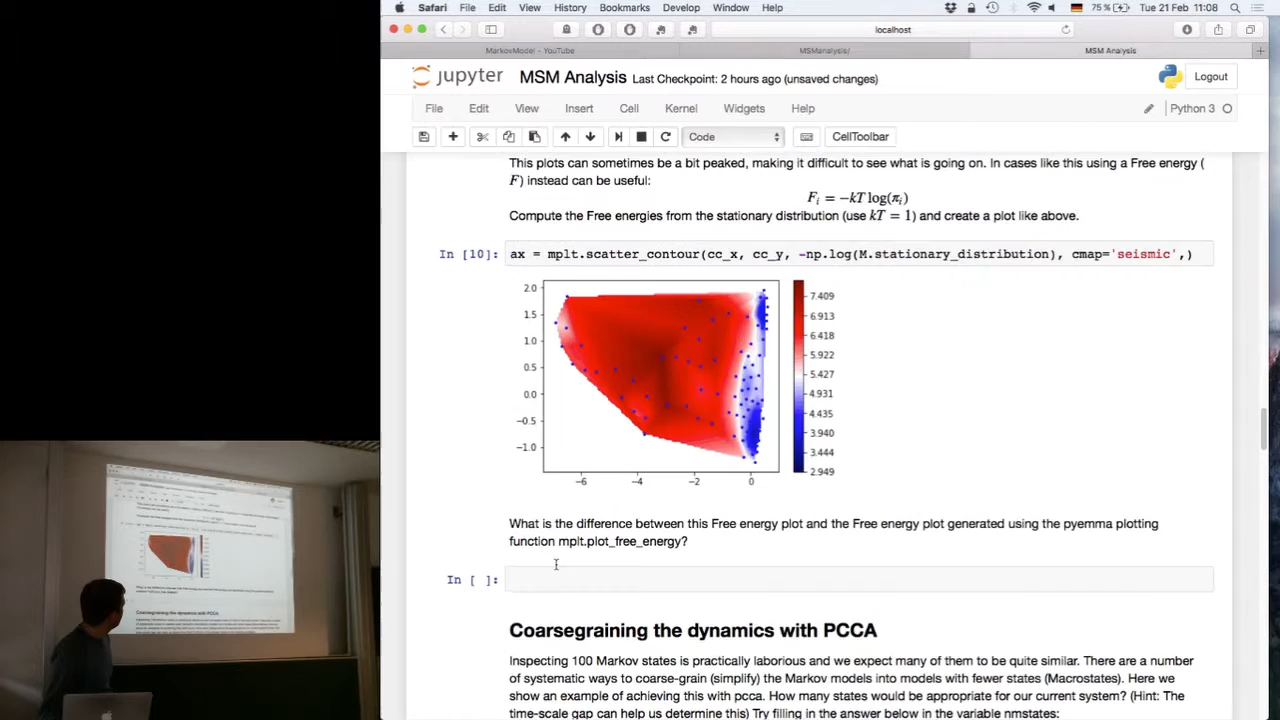 Safari File Edit View History Bookmarks Develop Window Help 75% Tue 21 Feb 11:08
localhost
MarkovModel - YouTube MSManalysis/ MSM Analysis
jupyter MSM Analysis Last Checkpoint: 2 hours ago (unsaved changes) Logout
File Edit View Insert Cell Kernel Widgets Help Python 3
Code CellToolbar
This plots can sometimes be a bit peaked, making it difficult to see what is going on. In cases like this using a Free energy (
F) instead can be useful:
Fᵢ = −kT log(πᵢ)
Compute the Free energies from the stationary distribution (use kT = 1) and create a plot like above.
In [10]: ax = mplt.scatter_contour(cc_x, cc_y, -np.log(M.stationary_distribution), cmap='seismic',)
2.0
1.5
1.0
0.5
0.0
−0.5
−1.0
−6 −4 −2 0
7.409
6.913
6.418
5.922
5.427
4.931
4.435
3.940
3.444
2.949
What is the difference between this Free energy plot and the Free energy plot generated using the pyemma plotting
function mplt.plot_free_energy?
In [ ]:
Coarsegraining the dynamics with PCCA
Inspecting 100 Markov states is practically laborious and we expect many of them to be quite similar. There are a number
of systematic ways to coarse-grain (simplify) the Markov models into models with fewer states (Macrostates). Here we
show an example of achieving this with pcca. How many states would be appropriate for our current system? (Hint: The
time-scale gap can help us determine this) Try filling in the answer below in the variable nmstates:
Coarsegraining the dynamics with PCCA